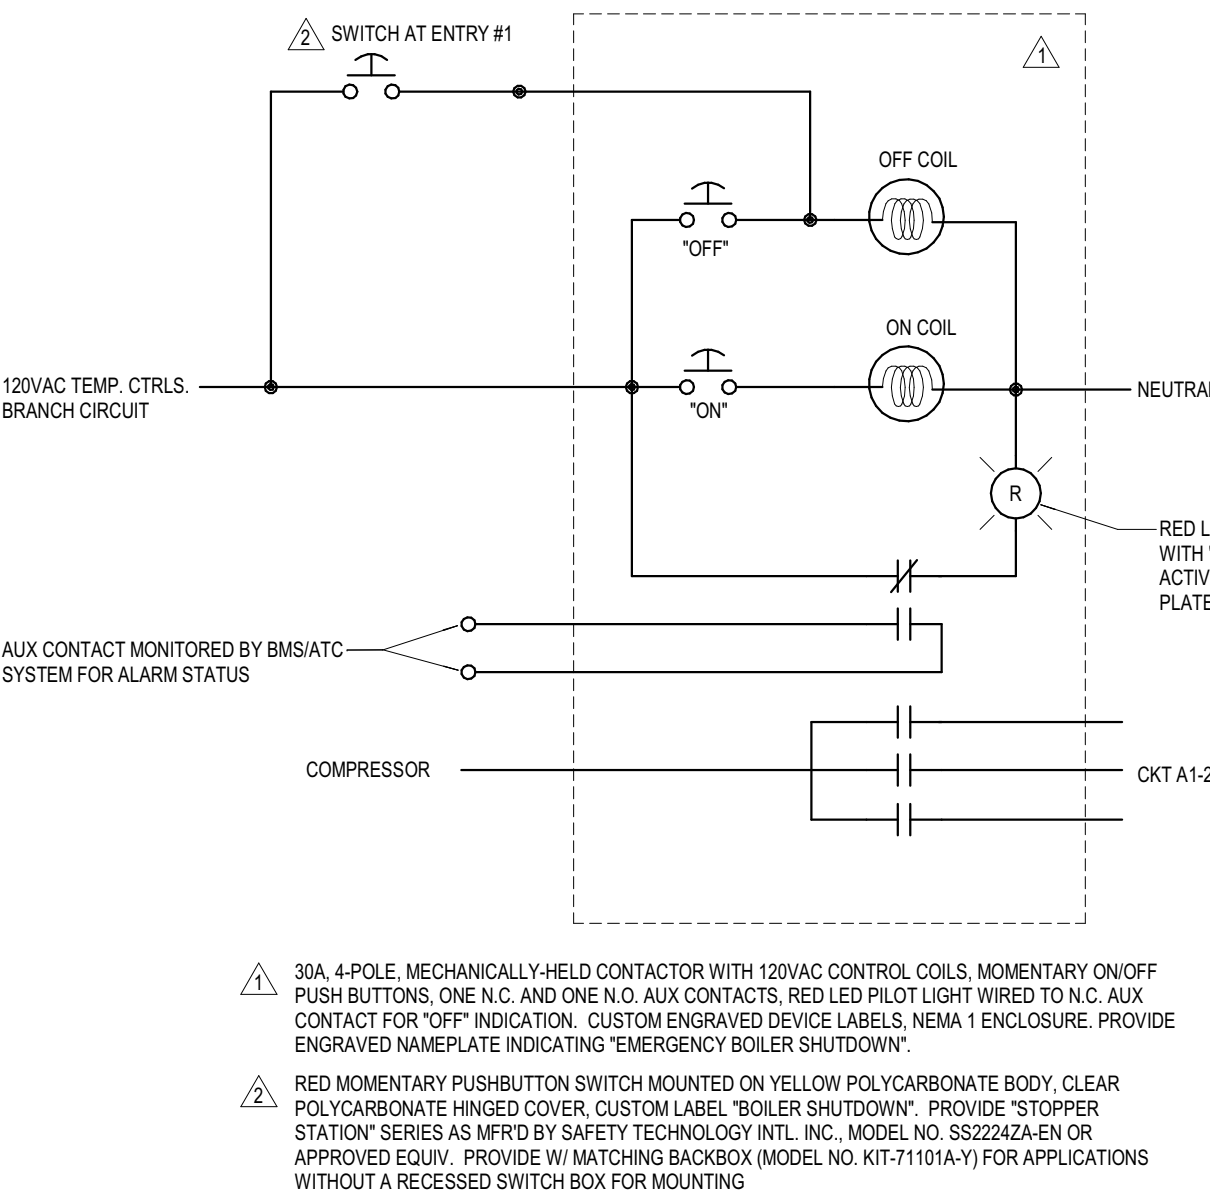 2 SWITCH AT ENTRY #1
1
OFF COIL
"OFF"
ON COIL
120VAC TEMP. CTRLS.
BRANCH CIRCUIT
"ON"
R
WITH
AUX CONTACT MONITORED BY BMS/ATC
SYSTEM FOR ALARM STATUS
COMPRESSOR
CKT
1 30A, 4-POLE, MECHANICALLY-HELD CONTACTOR WITH 120VAC CONTROL COILS, MOMENTARY ON/OFF
PUSH BUTTONS, ONE N.C. AND ONE N.O. AUX CONTACTS, RED LED PILOT LIGHT WIRED TO N.C. AUX
CONTACT FOR "OFF" INDICATION. CUSTOM ENGRAVED DEVICE LABELS, NEMA 1 ENCLOSURE. PROVIDE
ENGRAVED NAMEPLATE INDICATING "EMERGENCY BOILER SHUTDOWN".
2 RED MOMENTARY PUSHBUTTON SWITCH MOUNTED ON YELLOW POLYCARBONATE BODY, CLEAR
POLYCARBONATE HINGED COVER, CUSTOM LABEL "BOILER SHUTDOWN". PROVIDE "STOPPER
STATION" SERIES AS MFR'D BY SAFETY TECHNOLOGY INTL. INC., MODEL NO. SS2224ZA-EN OR
APPROVED EQUIV. PROVIDE W/ MATCHING BACKBOX (MODEL NO. KIT-71101A-Y) FOR APPLICATIONS
WITHOUT A RECESSED SWITCH BOX FOR MOUNTING